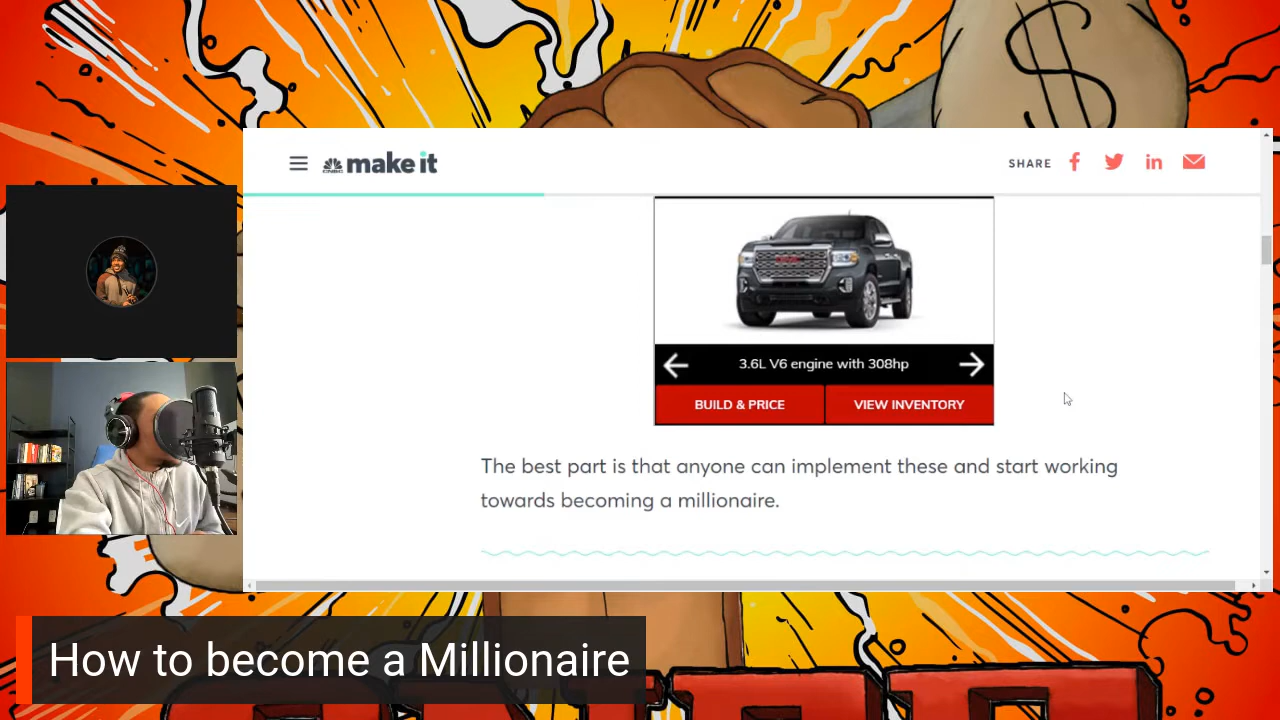 make it
SHARE
3.6L V6 engine with 308hp
BUILD & PRICE
VIEW INVENTORY
The best part is that anyone can implement these and start working
towards becoming a millionaire.
How to become a Millionaire